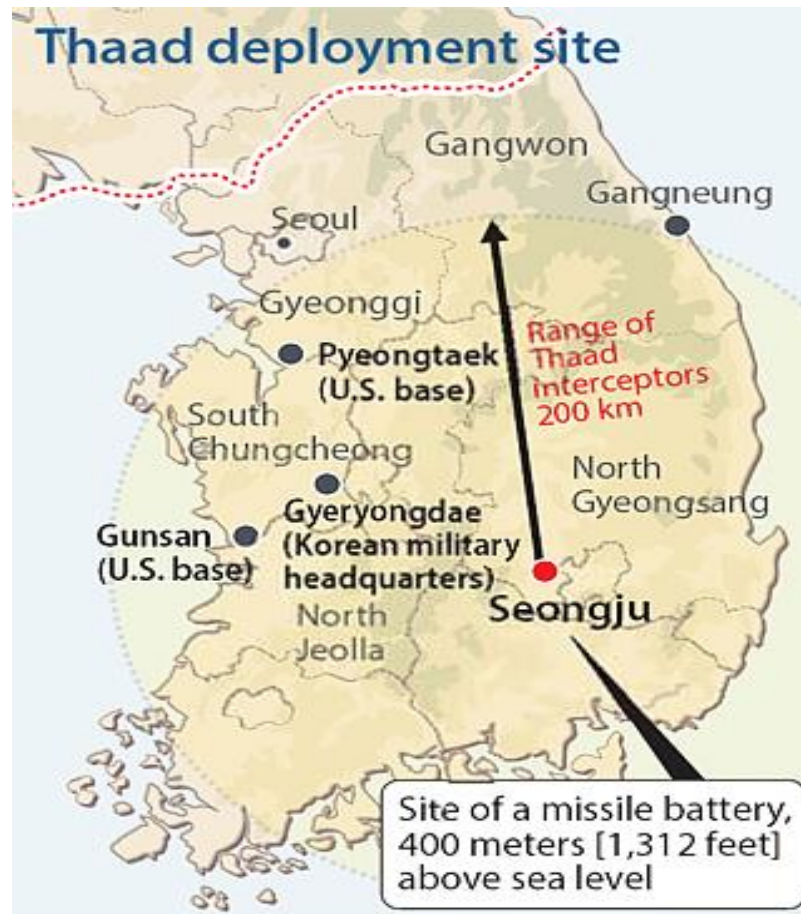 Thaad deployment site
Gangwon
Gangneung
Seoul
Gyeonggi
Pyeongtaek
(U.S. base)
Range of
Thaad
interceptors
200 km
South
Chungcheong
North
Gyeongsang
Gunsan
(U.S. base)
Gyeryongdae
(Korean military
headquarters)
Seongju
North
Jeolla
Site of a missile battery,
400 meters [1,312 feet]
above sea level